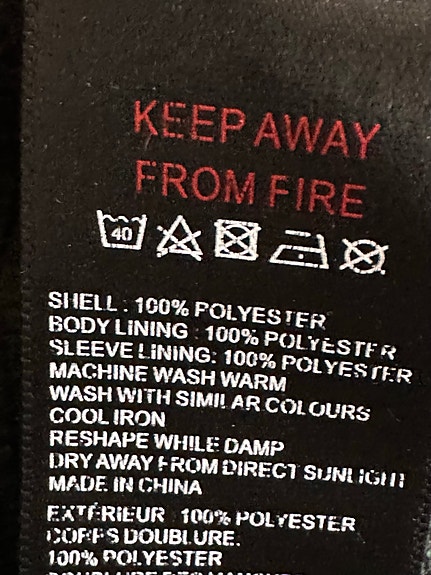 KEEP AWAY
FROM FIRE
40
SHELL : 100% POLYESTER
BODY LINING : 100% POLYESTER
SLEEVE LINING: 100% POLYESTER
MACHINE WASH WARM
WASH WITH SIMILAR COLOURS
COOL IRON
RESHAPE WHILE DAMP
DRY AWAY FROM DIRECT SUNLIGHT
MADE IN CHINA
EXTÉRIEUR 100% POLYESTER
CORPS DOUBLURE.
100% POLYESTER